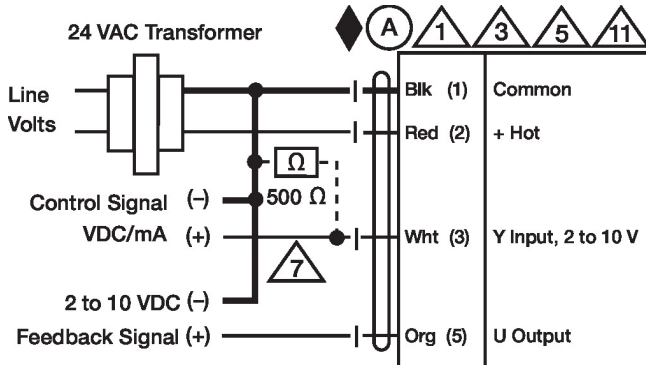 24 VAC Transformer
A 1 3 5 11
Line
Volts
Blk (1) Common
Red (2) + Hot
Ω
500 Ω
Control Signal (-)
VDC/mA (+)
Wht (3) Y Input, 2 to 10 V
7
2 to 10 VDC (-)
Feedback Signal (+)
Org (5) U Output